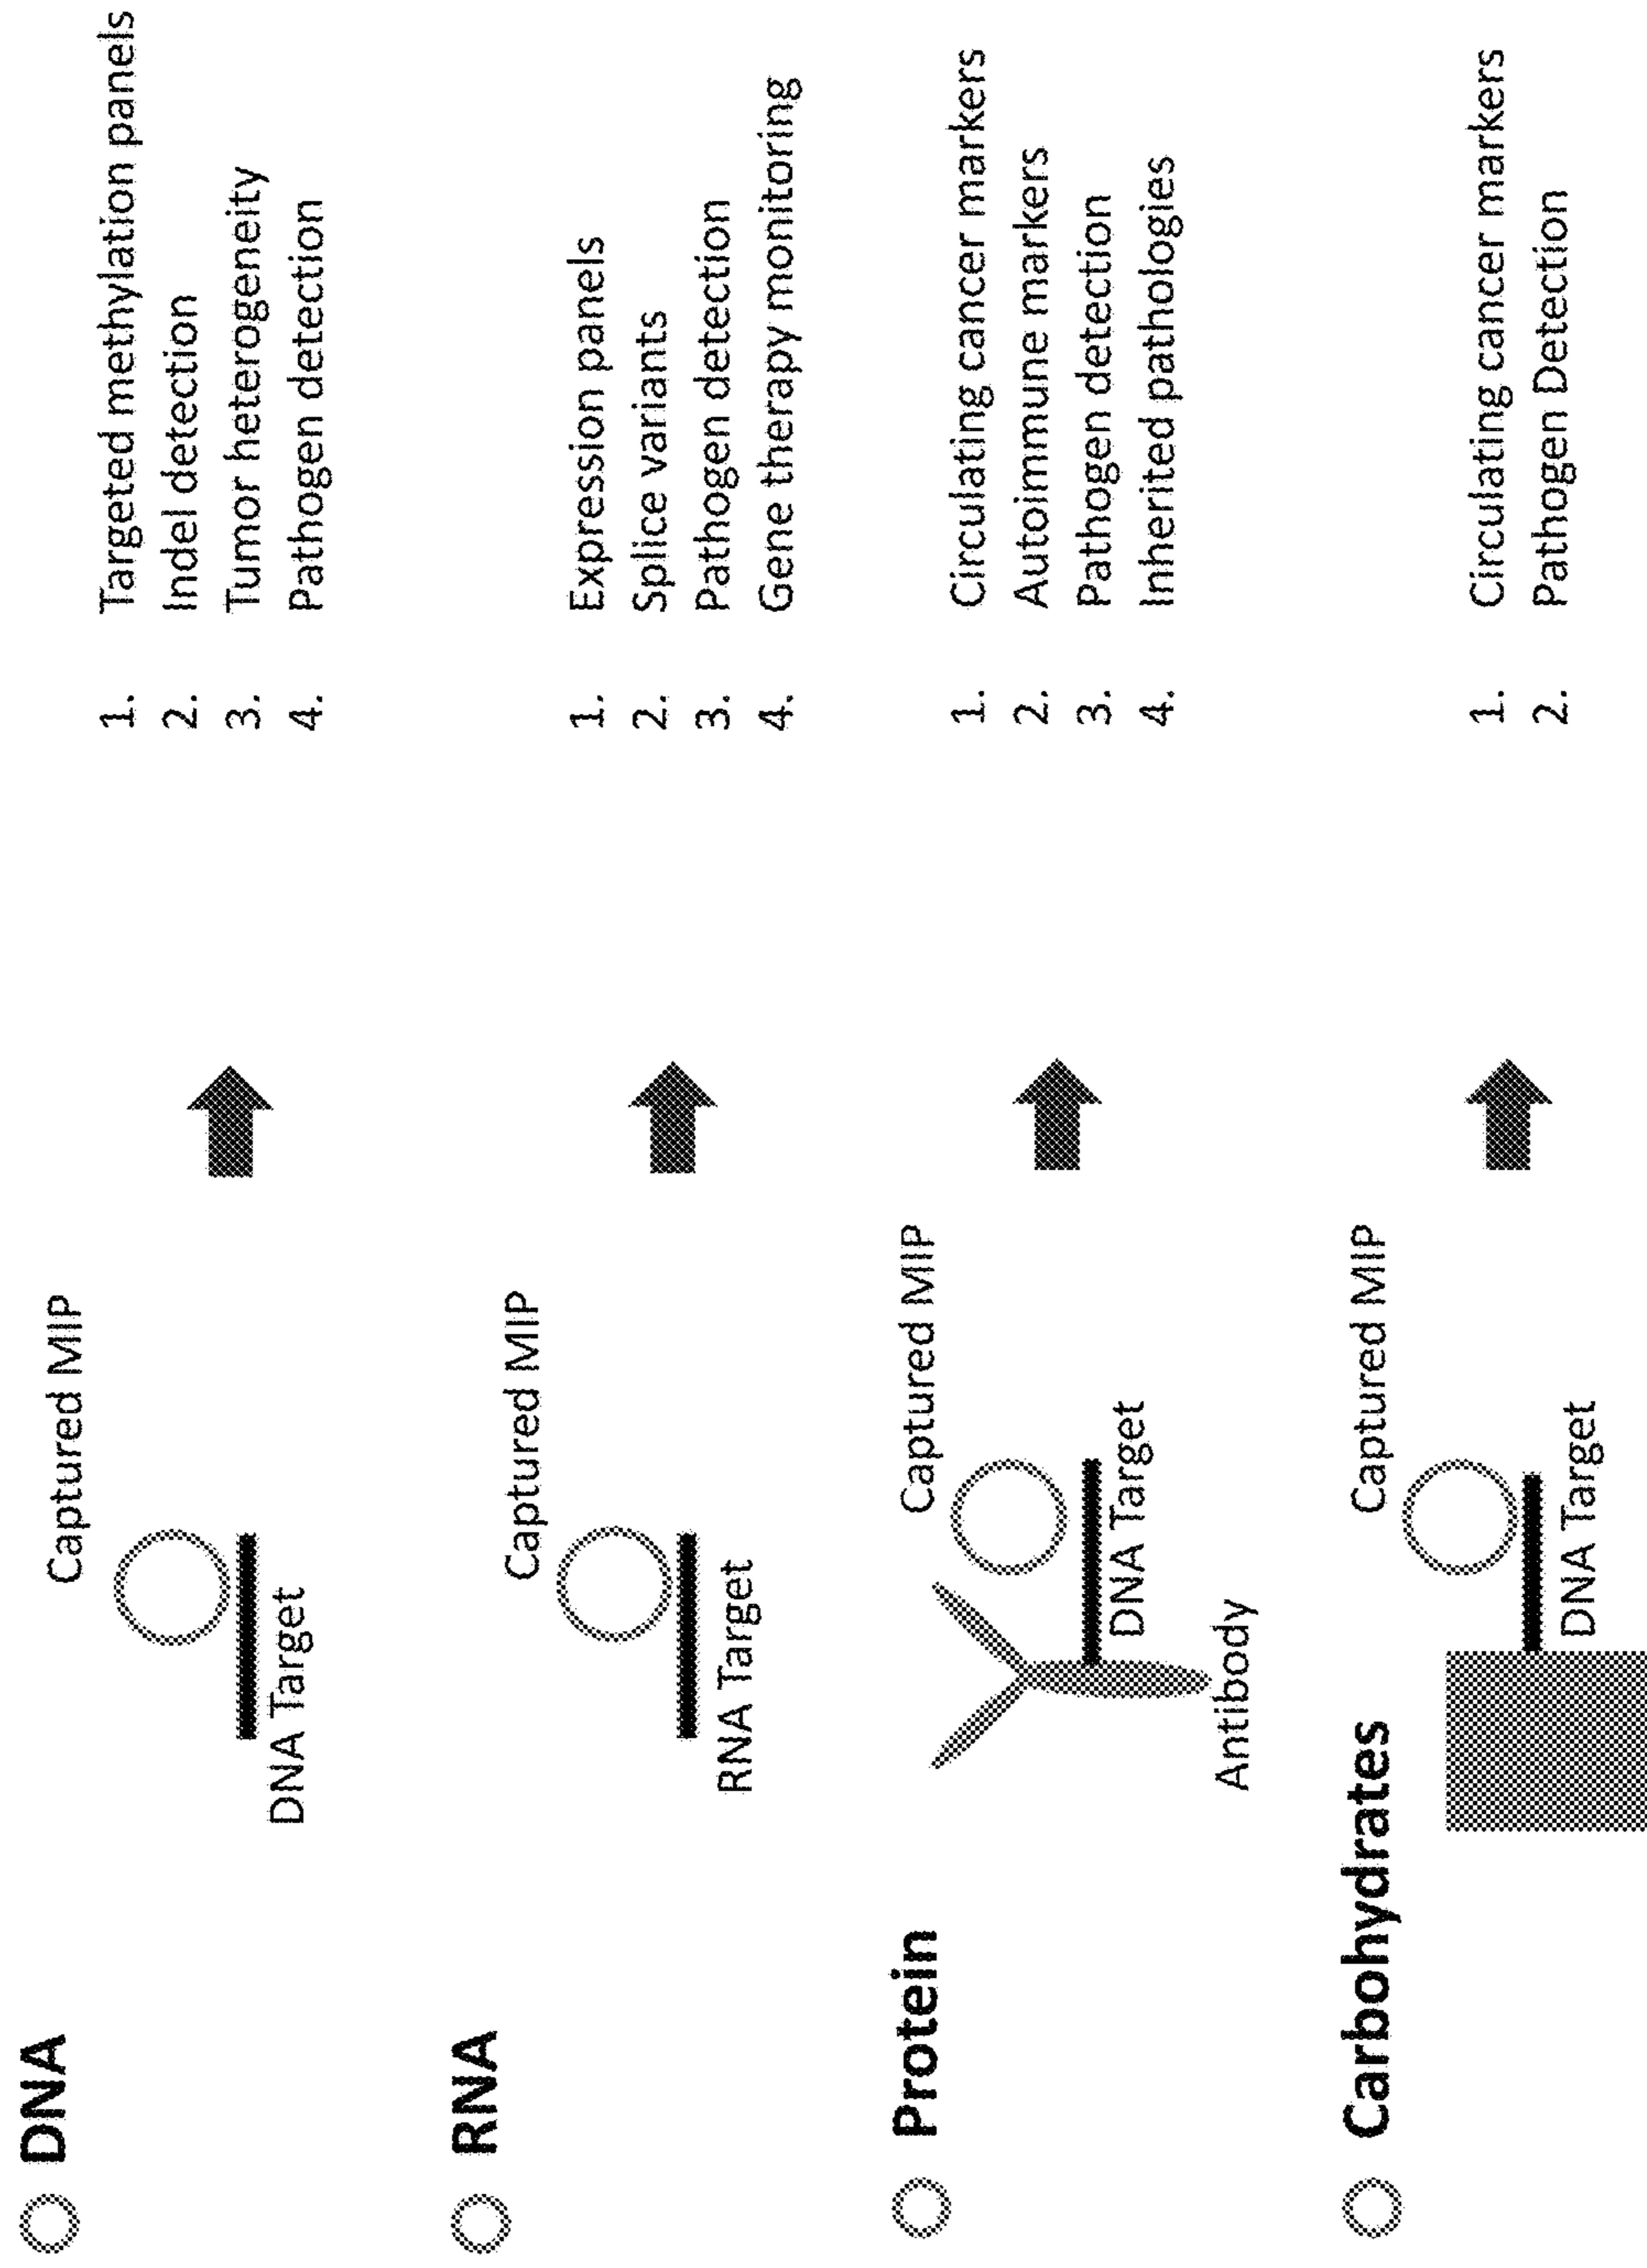 DNA
Captured MIP
DNA Target
1. Targeted methylation panels
2. Indel detection
3. Tumor heterogeneity
4. Pathogen detection
RNA
Captured MIP
RNA Target
1. Expression panels
2. Splice variants
3. Pathogen detection
4. Gene therapy monitoring
Protein
Captured MIP
DNA Target
Antibody
1. Circulating cancer markers
2. Autoimmune markers
3. Pathogen detection
4. Inherited pathologies
Carbohydrates
Captured MIP
DNA Target
1. Circulating cancer markers
2. Pathogen Detection